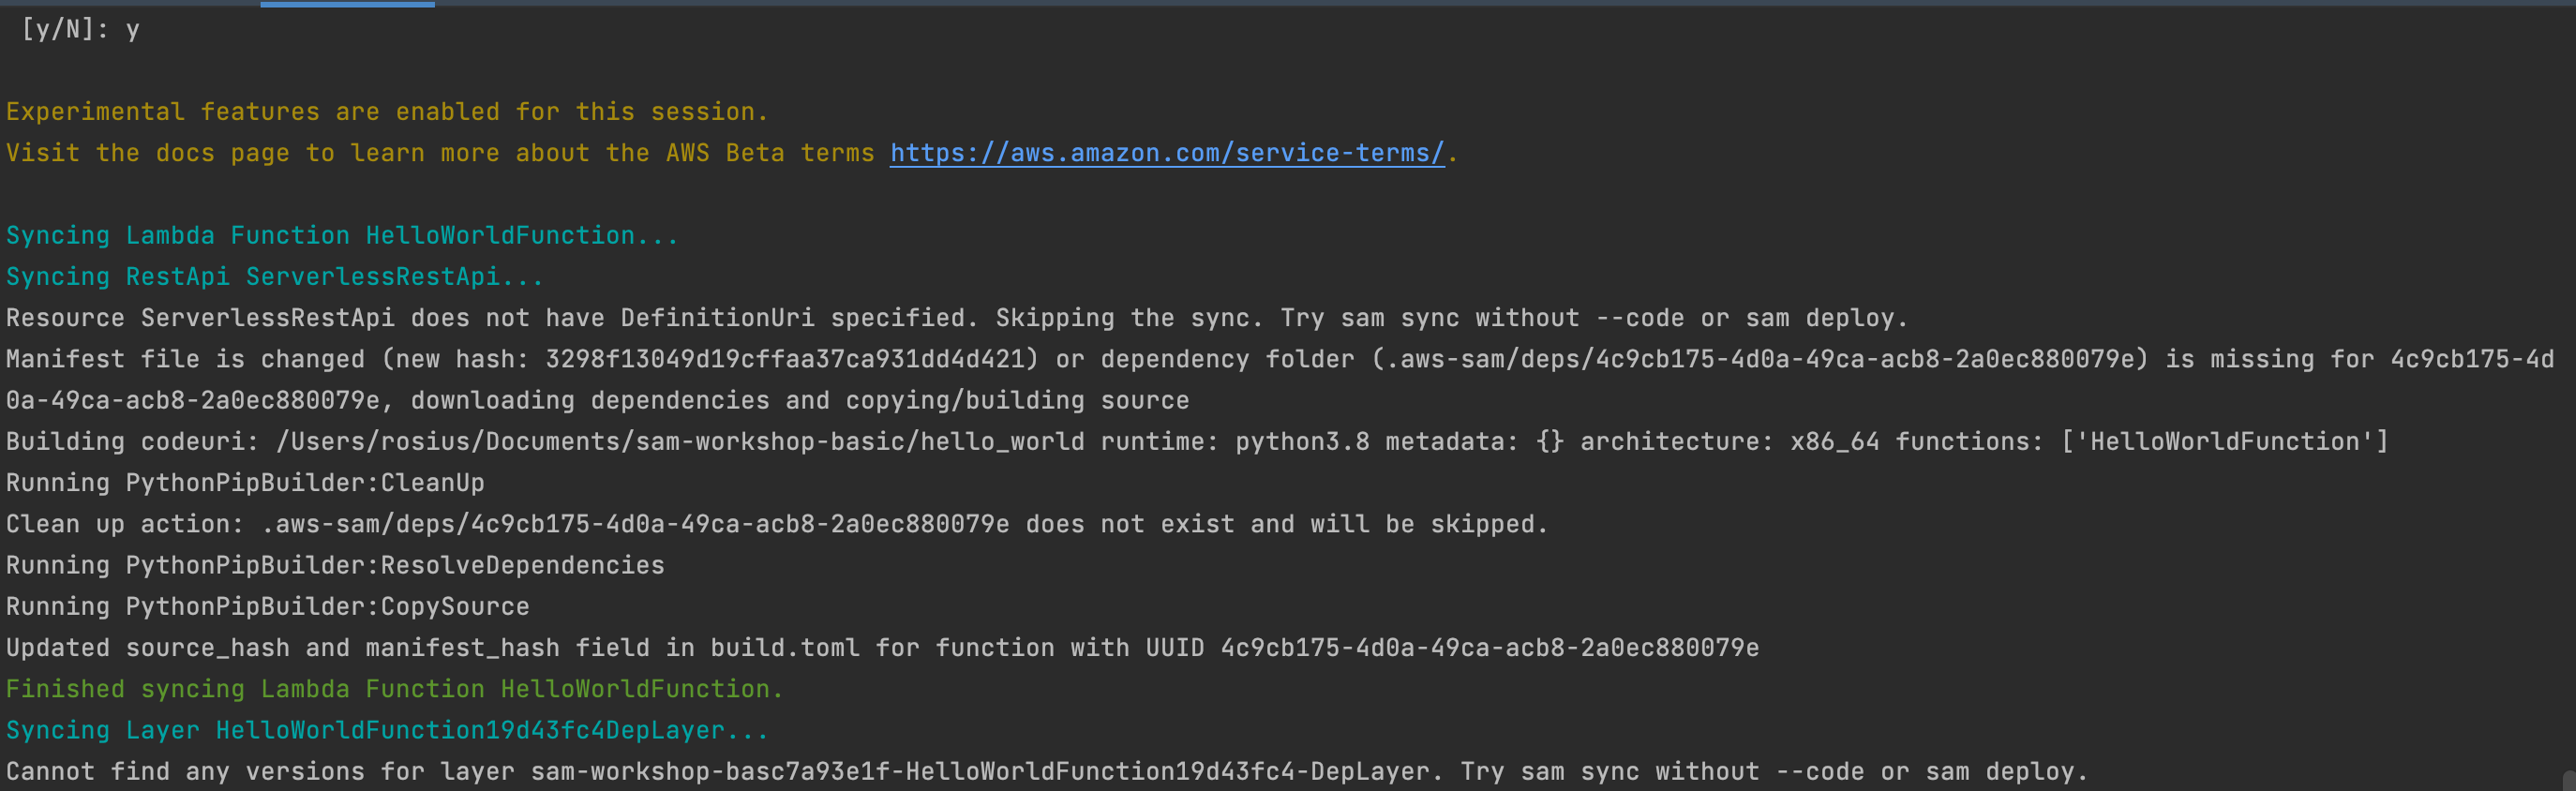 [y/N]: y
Experimental features are enabled for this session.
Visit the docs page to learn more about the AWS Beta terms https://aws.amazon.com/service-terms/.
Syncing Lambda Function HelloWorldFunction...
Syncing RestApi ServerlessRestApi...
Resource ServerlessRestApi does not have DefinitionUri specified. Skipping the sync. Try sam sync without --code or sam deploy.
Manifest file is changed (new hash: 3298f13049d19cffaa37ca931dd4d421) or dependency folder (.aws-sam/deps/4c9cb175-4d0a-49ca-acb8-2a0ec880079e) is missing for 4c9cb175-4d
0a-49ca-acb8-2a0ec880079e, downloading dependencies and copying/building source
Building codeuri: /Users/rosius/Documents/sam-workshop-basic/hello_world runtime: python3.8 metadata: {} architecture: x86_64 functions: ['HelloWorldFunction']
Running PythonPipBuilder:CleanUp
Clean up action: .aws-sam/deps/4c9cb175-4d0a-49ca-acb8-2a0ec880079e does not exist and will be skipped.
Running PythonPipBuilder:ResolveDependencies
Running PythonPipBuilder:CopySource
Updated source_hash and manifest_hash field in build.toml for function with UUID 4c9cb175-4d0a-49ca-acb8-2a0ec880079e
Finished syncing Lambda Function HelloWorldFunction.
Syncing Layer HelloWorldFunction19d43fc4DepLayer...
Cannot find any versions for layer sam-workshop-basc7a93e1f-HelloWorldFunction19d43fc4-DepLayer. Try sam sync without --code or sam deploy.